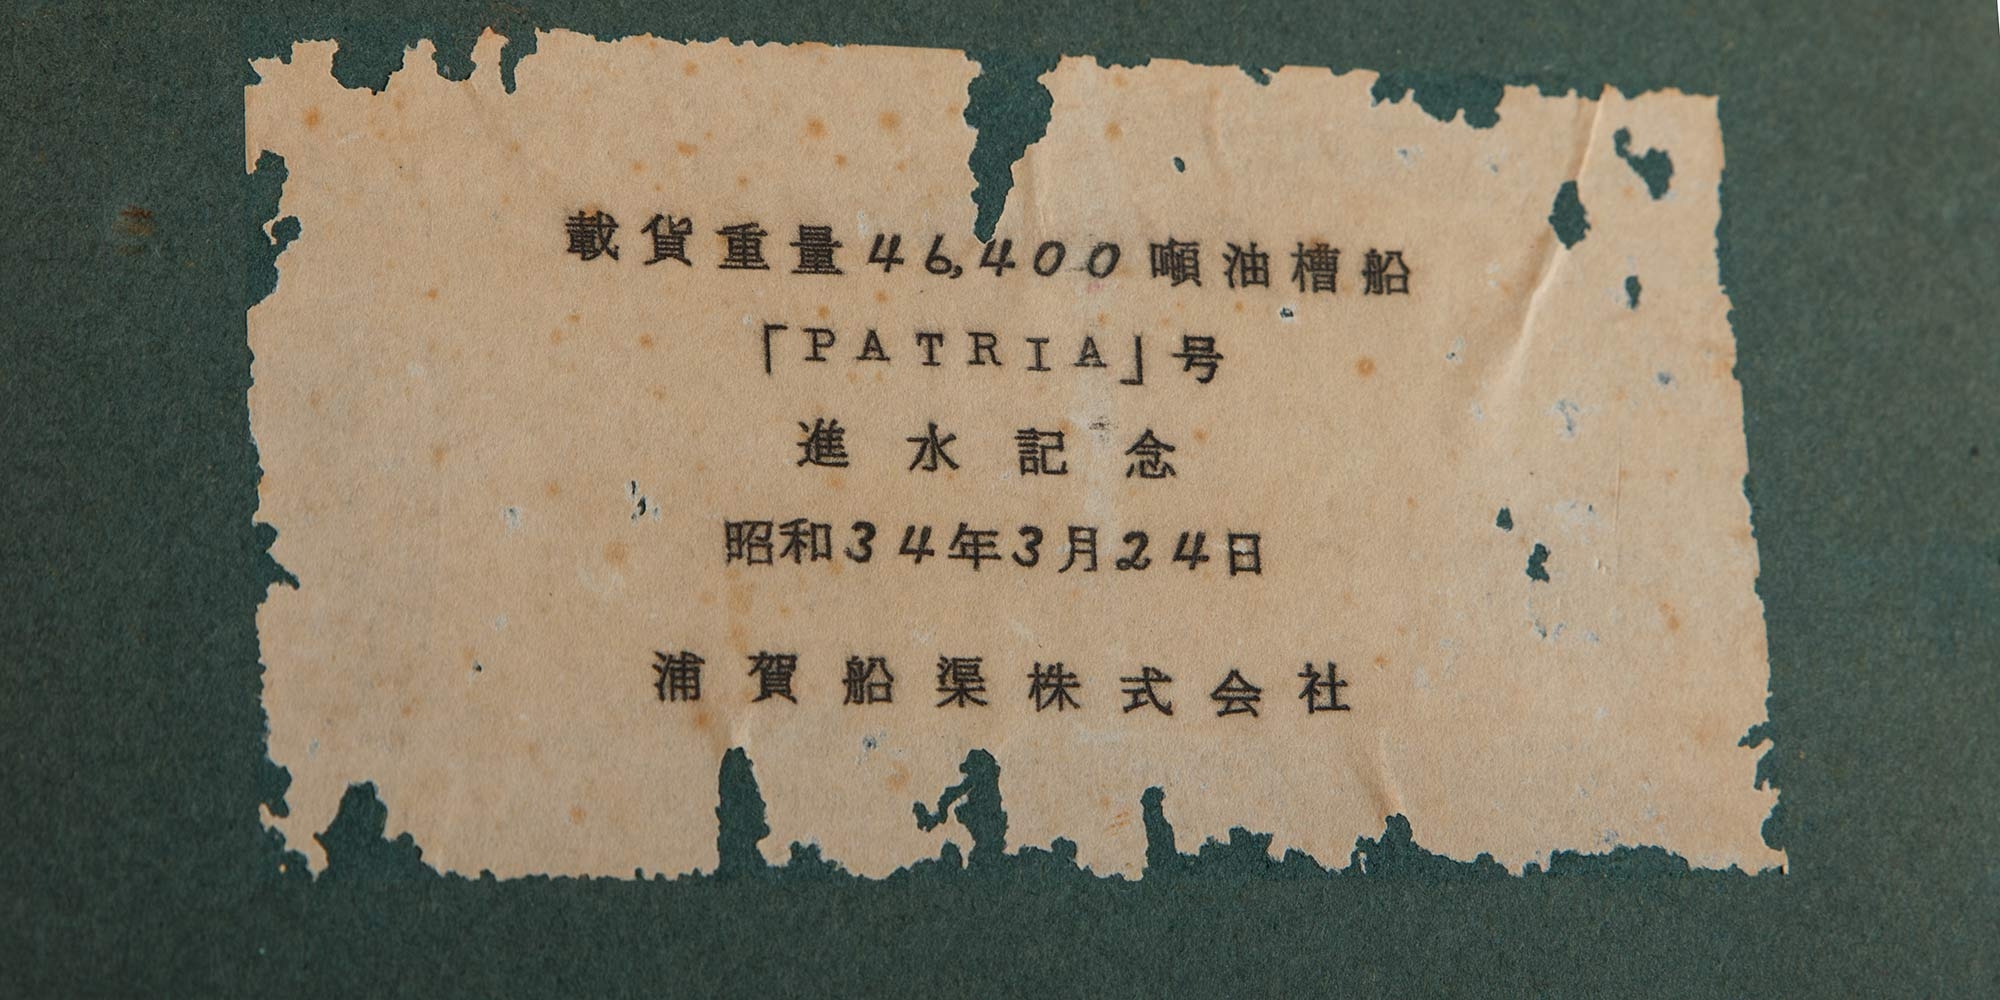 載貨重量46,400噸油槽船
「PATRIA」号
進水記念
昭和34年3月24日
浦賀船渠株式会社